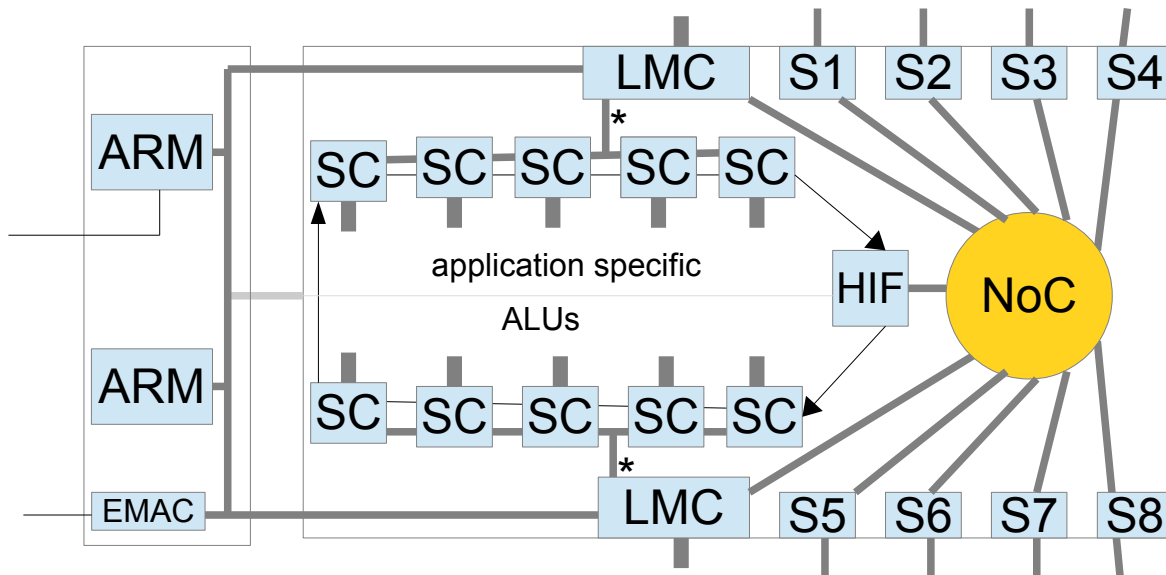 LMC S1 S2 S3 S4
*
ARM SC SC SC SC SC
application specific HIF NoC
ALUs
ARM SC SC SC SC SC
*
EMAC LMC S5 S6 S7 S8